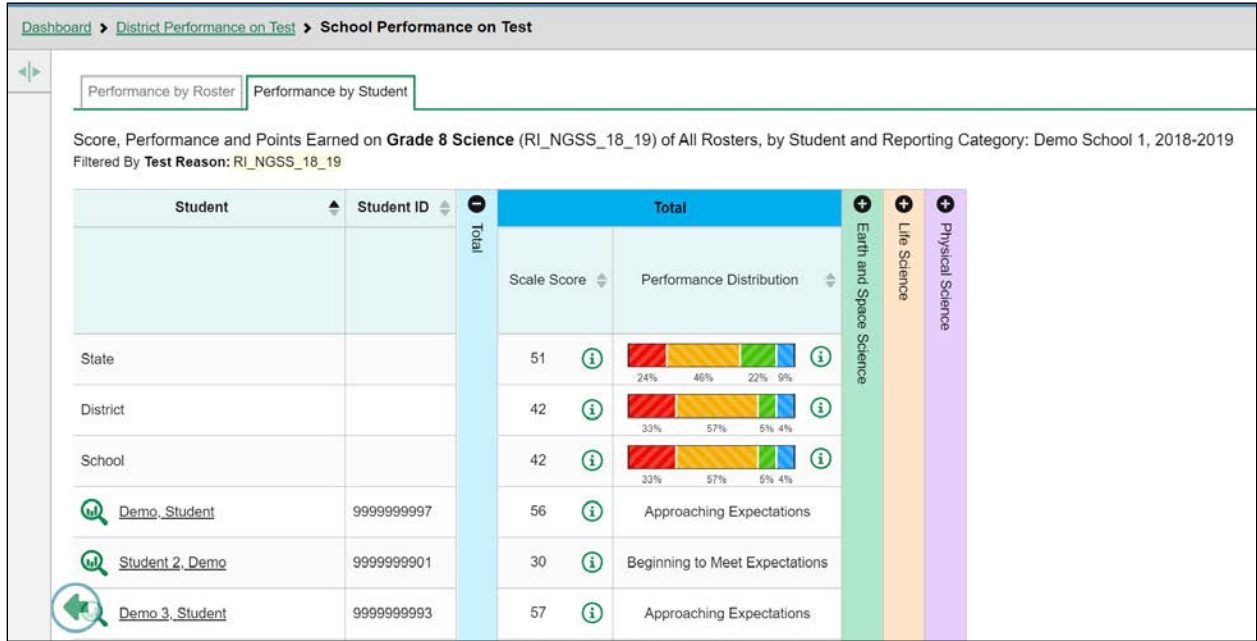 Dashboard > District Performance on Test > School Performance on Test
Performance by Roster Performance by Student
Score, Performance and Points Earned on Grade 8 Science (RI_NGSS_18_19) of All Rosters, by Student and Reporting Category: Demo School 1, 2018-2019
Filtered By Test Reason: RI_NGSS_18_19
Student Student ID Total Total Earth and Space Science Life Science Physical Science
Scale Score Performance Distribution
State 51
24% 46% 22% 9%
District 42
33% 57% 5% 4%
School 42
33% 57% 5% 4%
Demo, Student 9999999997 56 Approaching Expectations
Student 2, Demo 9999999901 30 Beginning to Meet Expectations
Demo 3, Student 9999999993 57 Approaching Expectations